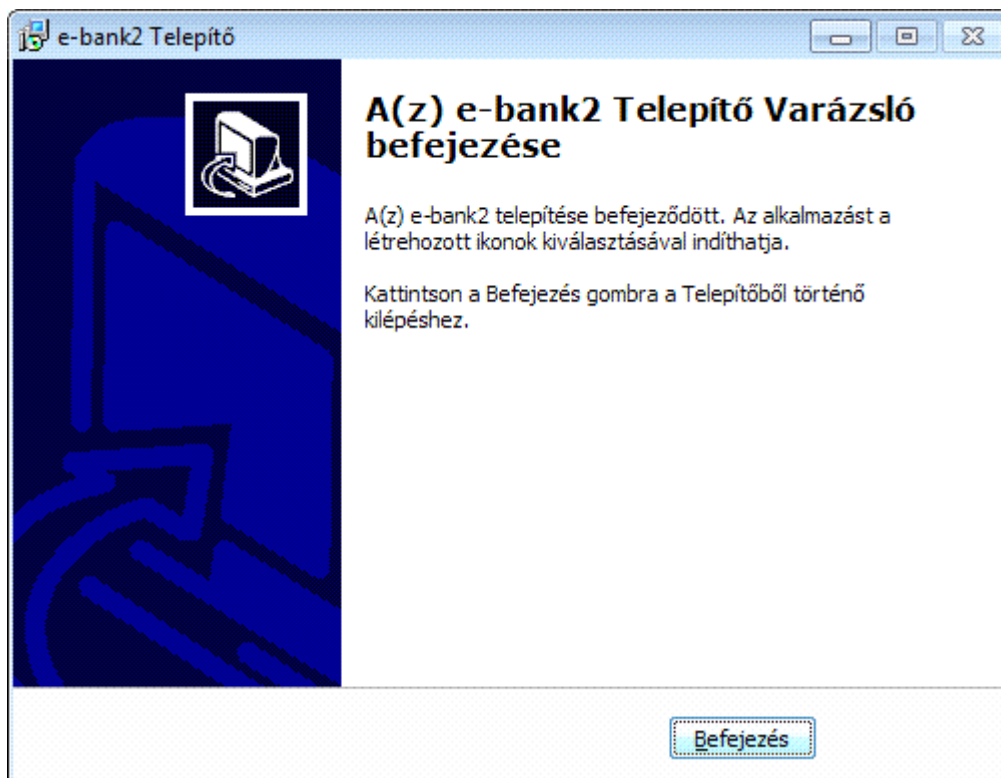 e-bank2 Telepítő
A(z) e-bank2 Telepítő Varázsló
befejezése
A(z) e-bank2 telepítése befejeződött. Az alkalmazást a
létrehozott ikonok kiválasztásával indíthatja.
Kattintson a Befejezés gombra a Telepítőből történő
kilépéshez.
Befejezés